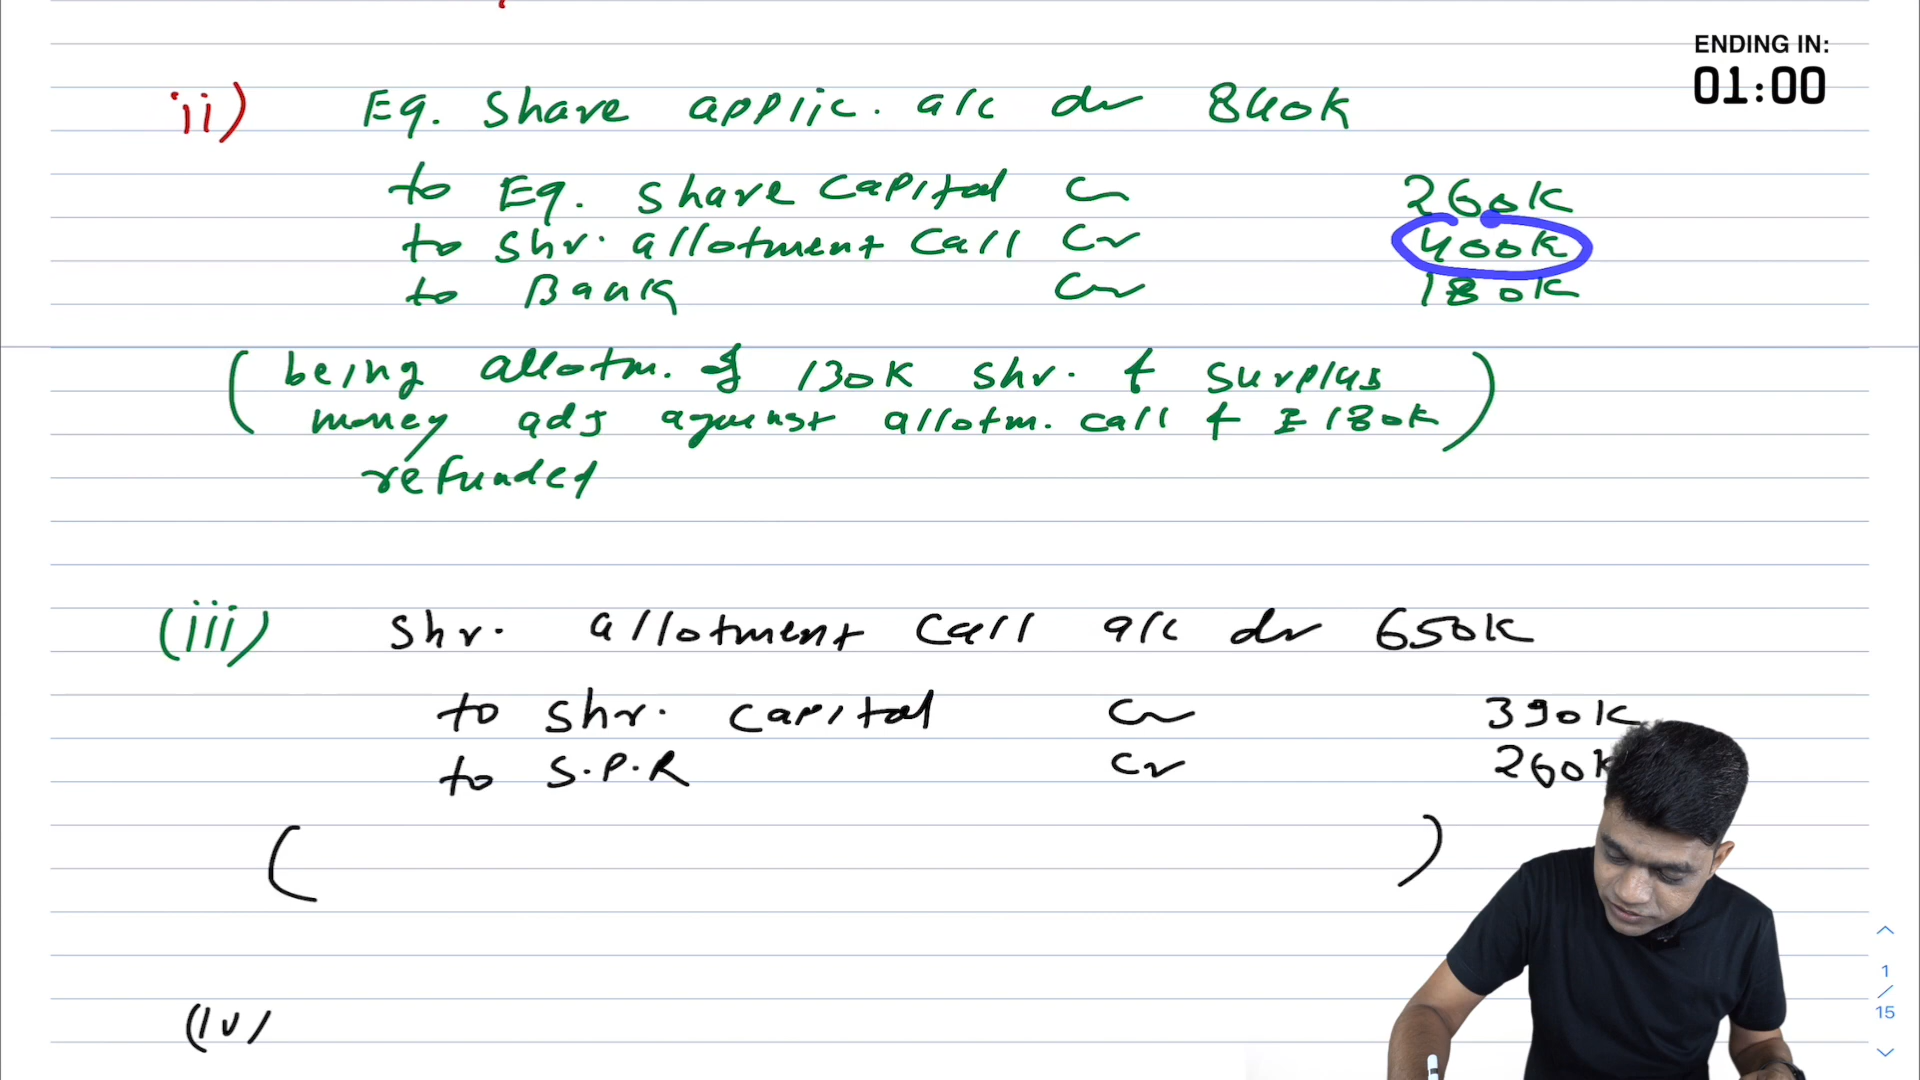 ENDING IN:
01:00
ii) Eq. Share applic. a/c dr 840k
to Eq. Share Capital Cr 260k
to Shr. allotment Call Cr 400k
to Bank Cr 180k
( being allotm. of 130k shr. & surplus
money adj against allotm. call & 180k )
refunded
(iii) Shr. allotment Call a/c dr 650k
to Shr. Capital Cr 390k
to S.P.R Cr 260k
( )
(iv)
1
/
15